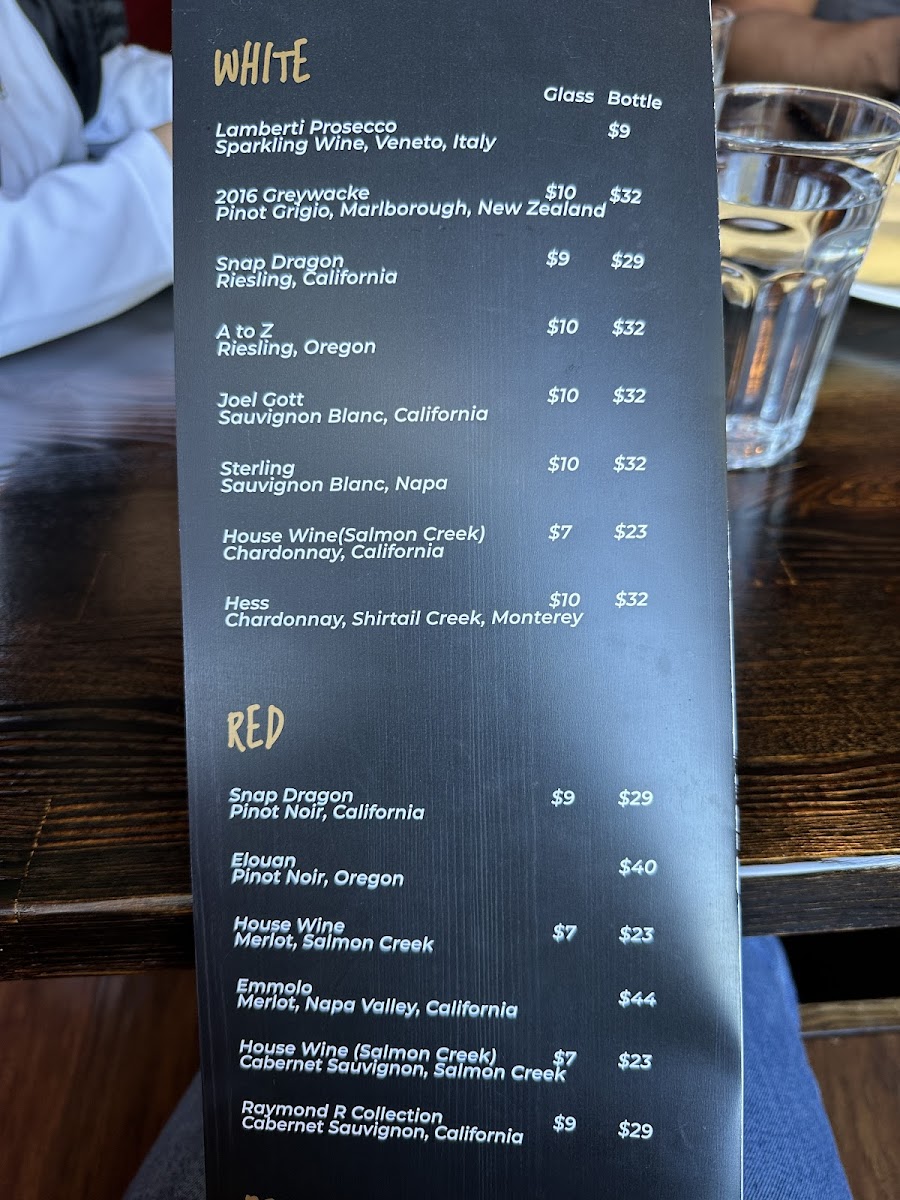 WHITE
Glass Bottle
Lamberti Prosecco $9
Sparkling Wine, Veneto, Italy
2016 Greywacke $10 $32
Pinot Grigio, Marlborough, New Zealand
Snap Dragon $9 $29
Riesling, California
A to Z $10 $32
Riesling, Oregon
Joel Gott $10 $32
Sauvignon Blanc, California
Sterling $10 $32
Sauvignon Blanc, Napa
House Wine(Salmon Creek) $7 $23
Chardonnay, California
Hess $10 $32
Chardonnay, Shirtail Creek, Monterey
RED
Snap Dragon $9 $29
Pinot Noir, California
Elouan $40
Pinot Noir, Oregon
House Wine $7 $23
Merlot, Salmon Creek
Emmolo $44
Merlot, Napa Valley, California
House Wine (Salmon Creek) $7 $23
Cabernet Sauvignon, Salmon Creek
Raymond R Collection $9 $29
Cabernet Sauvignon, California